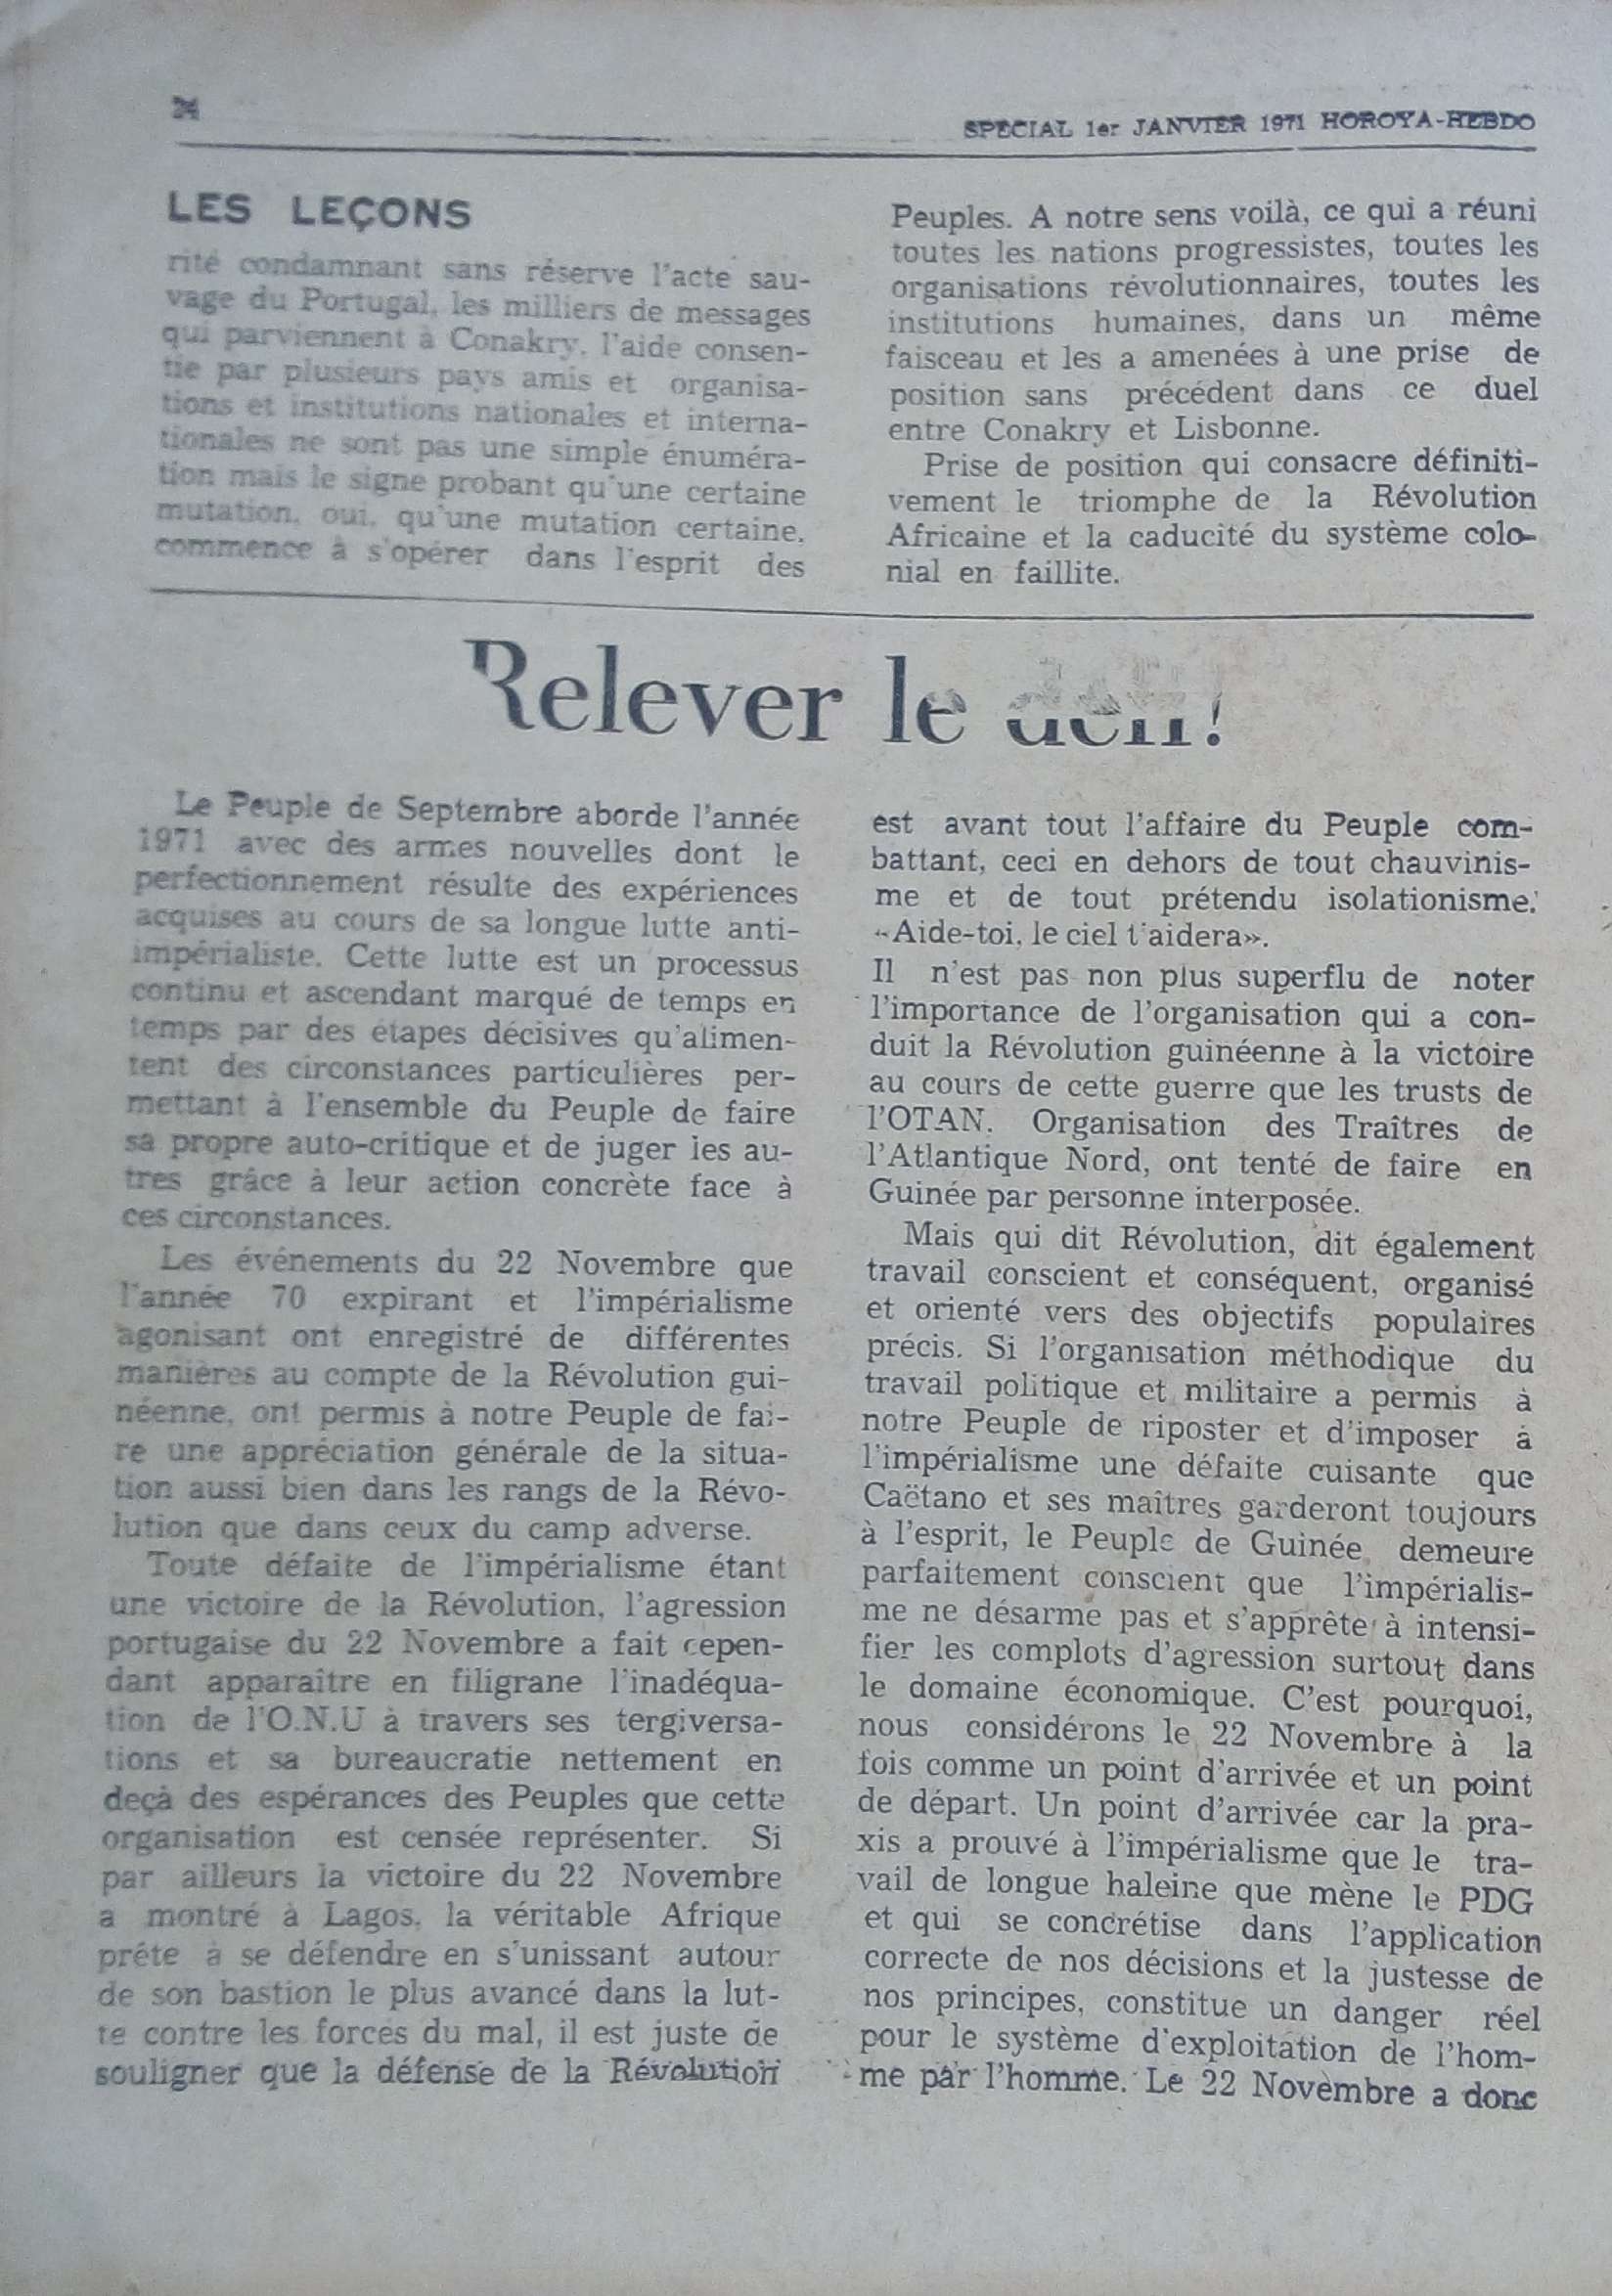 24
SPECIAL 1er JANVIER 1971 HOROYA-HEBDO
LES LEÇONS
rité condamnant sans réserve l'acte sau-
vage du Portugal, les milliers de messages
qui parviennent à Conakry, l'aide consen-
tie par plusieurs pays amis et organisa-
tions et institutions nationales et interna-
tionales ne sont pas une simple énuméra-
tion mais le signe probant qu'une certaine
mutation, oui, qu'une mutation certaine,
commence à s'opérer dans l'esprit des
Peuples. A notre sens voilà, ce qui a réuni
toutes les nations progressistes, toutes les
organisations révolutionnaires, toutes les
institutions humaines, dans un même
faisceau et les a amenées à une prise de
position sans précédent dans ce duel
entre Conakry et Lisbonne.
Prise de position qui consacre définiti-
vement le triomphe de la Révolution
Africaine et la caducité du système colo-
nial en faillite.
Relever le défi!
Le Peuple de Septembre aborde l'année
1971 avec des armes nouvelles dont le
perfectionnement résulte des expériences
acquises au cours de sa longue lutte anti-
impérialiste. Cette lutte est un processus
continu et ascendant marqué de temps en
temps par des étapes décisives qu'alimen-
tent des circonstances particulières per-
mettant à l'ensemble du Peuple de faire
sa propre auto-critique et de juger les au-
tres grâce à leur action concrète face à
ces circonstances.
Les événements du 22 Novembre que
l'année 70 expirant et l'impérialisme
agonisant ont enregistré de différentes
manières au compte de la Révolution gui-
néenne, ont permis à notre Peuple de fai-
re une appréciation générale de la situa-
tion aussi bien dans les rangs de la Révo-
lution que dans ceux du camp adverse.
Toute défaite de l'impérialisme étant
une victoire de la Révolution, l'agression
portugaise du 22 Novembre a fait cepen-
dant apparaître en filigrane l'inadéqua-
tion de l'O.N.U à travers ses tergiversa-
tions et sa bureaucratie nettement en
deçà des espérances des Peuples que cette
organisation est censée représenter. Si
par ailleurs la victoire du 22 Novembre
a montré à Lagos, la véritable Afrique
prête à se défendre en s'unissant autour
de son bastion le plus avancé dans la lut-
te contre les forces du mal, il est juste de
souligner que la défense de la Révolution
est avant tout l'affaire du Peuple com-
battant, ceci en dehors de tout chauvinis-
me et de tout prétendu isolationisme.
«Aide-toi, le ciel t'aidera».
Il n'est pas non plus superflu de noter
l'importance de l'organisation qui a con-
duit la Révolution guinéenne à la victoire
au cours de cette guerre que les trusts de
l'OTAN. Organisation des Traîtres de
l'Atlantique Nord, ont tenté de faire en
Guinée par personne interposée.
Mais qui dit Révolution, dit également
travail conscient et conséquent, organisé
et orienté vers des objectifs populaires
précis. Si l'organisation méthodique du
travail politique et militaire a permis à
notre Peuple de riposter et d'imposer à
l'impérialisme une défaite cuisante que
Caëtano et ses maîtres garderont toujours
à l'esprit, le Peuple de Guinée demeure
parfaitement conscient que l'impérialis-
me ne désarme pas et s'apprête à intensi-
fier les complots d'agression surtout dans
le domaine économique. C'est pourquoi,
nous considérons le 22 Novembre à la
fois comme un point d'arrivée et un point
de départ. Un point d'arrivée car la pra-
xis a prouvé à l'impérialisme que le tra-
vail de longue haleine que mène le PDG
et qui se concrétise dans l'application
correcte de nos décisions et la justesse de
nos principes, constitue un danger réel
pour le système d'exploitation de l'hom-
me par l'homme. Le 22 Novembre a donc